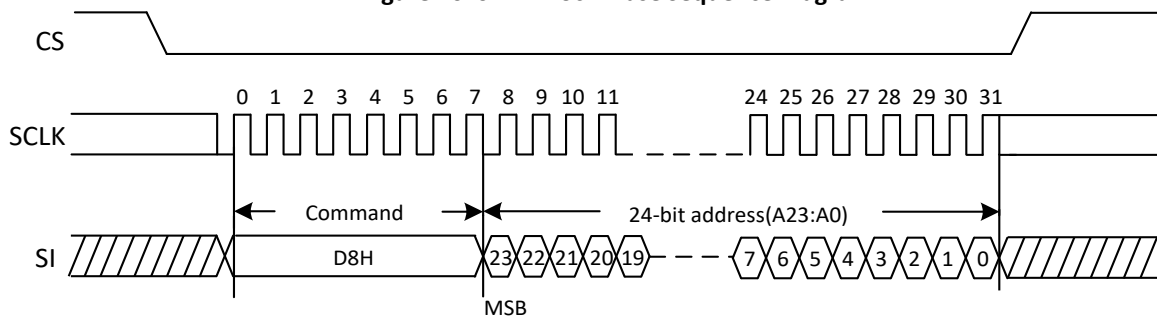 CS
0 1 2 3 4 5 6 7 8 9 10 11 24 25 26 27 28 29 30 31
SCLK
Command 24-bit address(A23:A0)
SI D8H 23 22 21 20 19 7 6 5 4 3 2 1 0
MSB